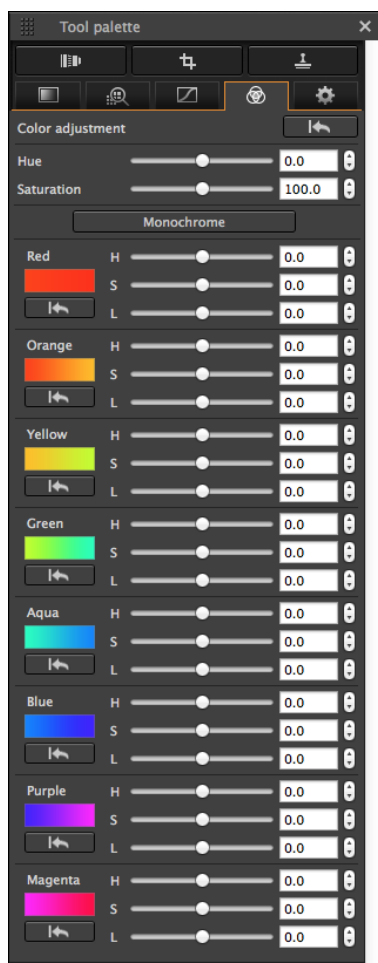 Tool palette
Color adjustment
Hue 0.0
Saturation 100.0
Monochrome
Red H 0.0
S 0.0
L 0.0
Orange H 0.0
S 0.0
L 0.0
Yellow H 0.0
S 0.0
L 0.0
Green H 0.0
S 0.0
L 0.0
Aqua H 0.0
S 0.0
L 0.0
Blue H 0.0
S 0.0
L 0.0
Purple H 0.0
S 0.0
L 0.0
Magenta H 0.0
S 0.0
L 0.0